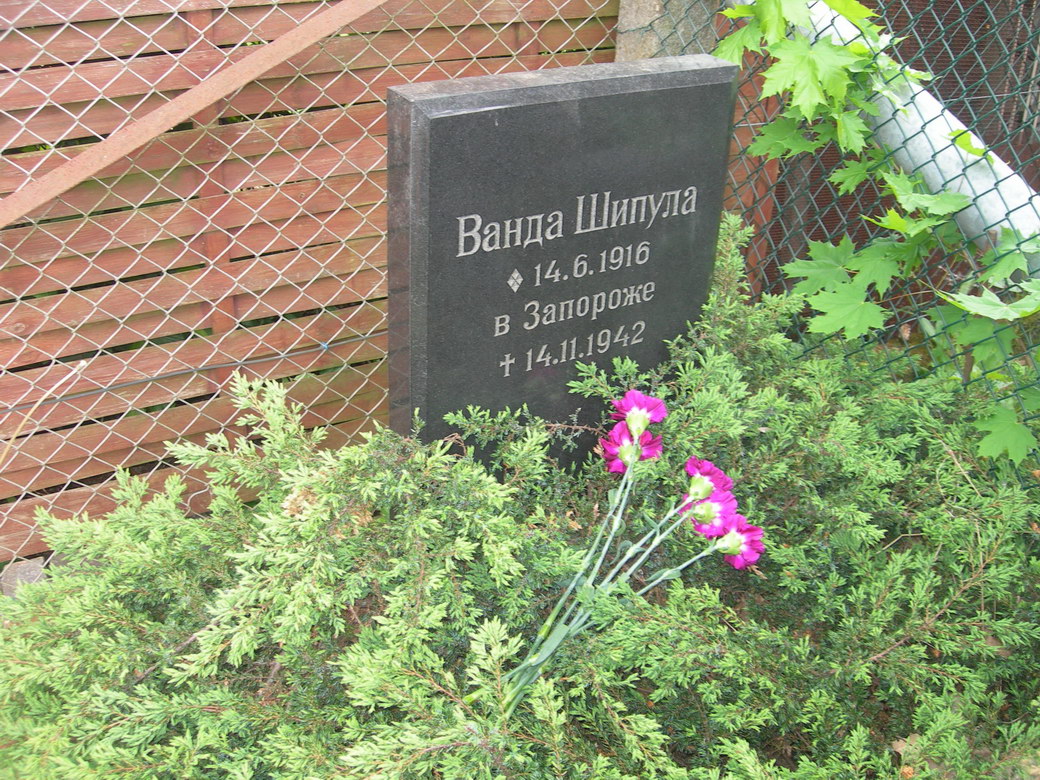 Ванда Шипула
14.6.1916
в Запороже
† 14.11.1942